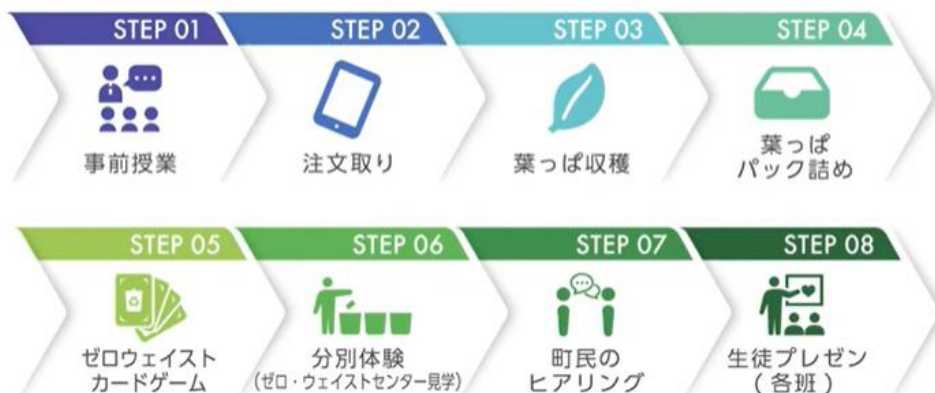 STEP 01
事前授業
STEP 02
注文取り
STEP 03
葉っぱ収穫
STEP 04
葉っぱ
パック詰め
STEP 05
ゼロウェイスト
カードゲーム
STEP 06
分別体験
(ゼロ・ウェイストセンター見学)
STEP 07
町民の
ヒアリング
STEP 08
生徒プレゼン
(各班)